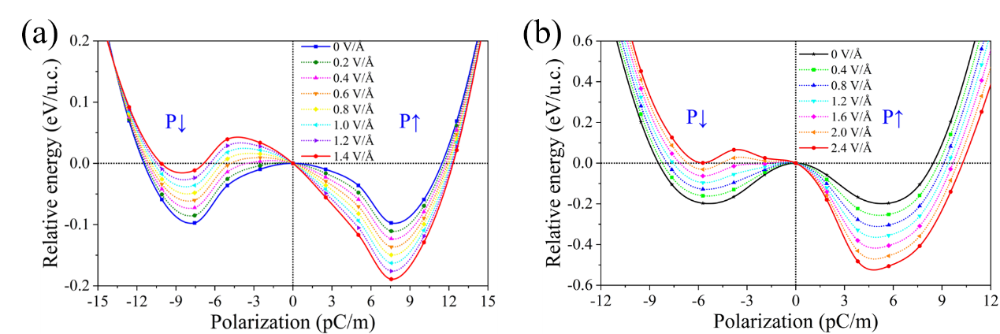 (a)
Relative energy (eV/u.c.)
0.2
0.1
0.0
-0.1
-0.2
P↓
P↑
0 V/Å
0.2 V/Å
0.4 V/Å
0.6 V/Å
0.8 V/Å
1.0 V/Å
1.2 V/Å
1.4 V/Å
-15 -12 -9 -6 -3 0 3 6 9 12 15
Polarization (pC/m)
(b)
Relative energy (eV/u.c.)
0.6
0.4
0.2
0.0
-0.2
-0.4
-0.6
P↓
P↑
0 V/Å
0.4 V/Å
0.8 V/Å
1.2 V/Å
1.6 V/Å
2.0 V/Å
2.4 V/Å
-12 -9 -6 -3 0 3 6 9 12
Polarization (pC/m)